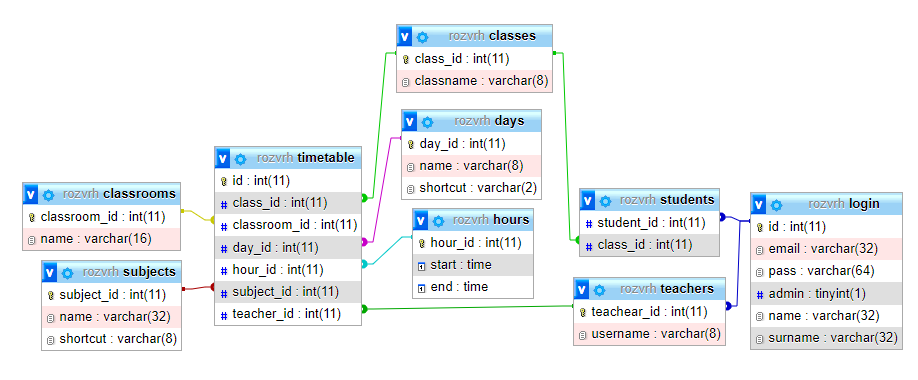 rozvrh classes
class_id : int(11)
classname : varchar(8)
rozvrh days
day_id : int(11)
name : varchar(8)
shortcut : varchar(2)
rozvrh timetable
id : int(11)
class_id : int(11)
classroom_id : int(11)
day_id : int(11)
hour_id : int(11)
subject_id : int(11)
teacher_id : int(11)
rozvrh classrooms
classroom_id : int(11)
name : varchar(16)
rozvrh subjects
subject_id : int(11)
name : varchar(32)
shortcut : varchar(8)
rozvrh hours
hour_id : int(11)
start : time
end : time
rozvrh students
student_id : int(11)
class_id : int(11)
rozvrh teachers
teachear_id : int(11)
username : varchar(8)
rozvrh login
id : int(11)
email : varchar(32)
pass : varchar(64)
admin : tinyint(1)
name : varchar(32)
surname : varchar(32)